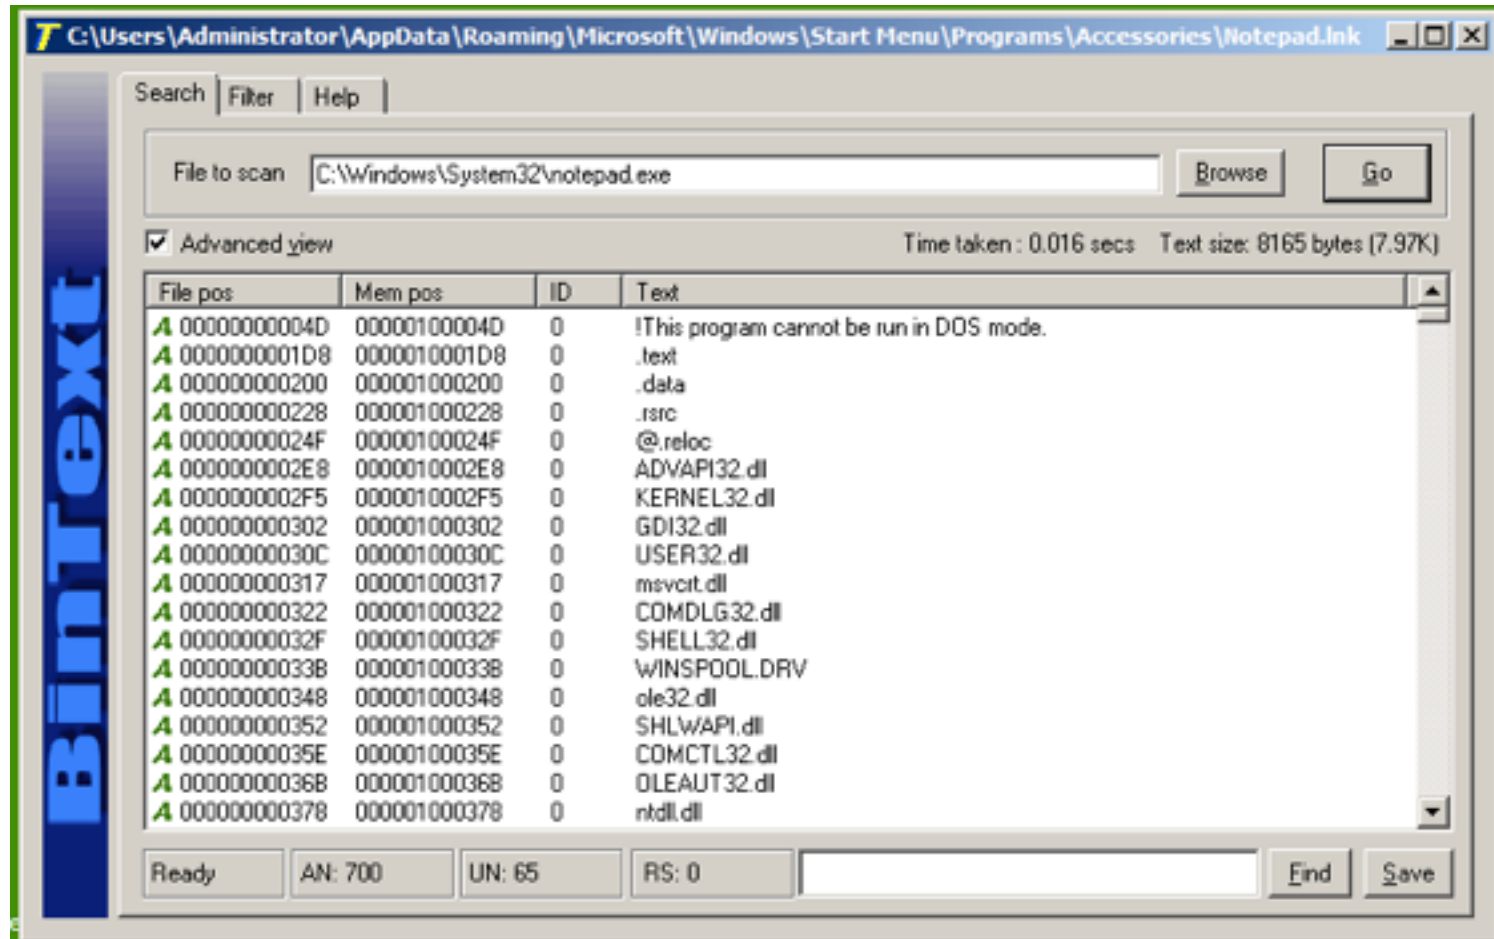 C:\Users\Administrator\AppData\Roaming\Microsoft\Windows\Start Menu\Programs\Accessories\Notepad.lnk
Search Filter Help
File to scan C:\Windows\System32\notepad.exe Browse Go
Advanced view Time taken : 0.016 secs Text size: 8165 bytes (7.97K)
File pos Mem pos ID Text
A 00000000004D 00000100004D 0 !This program cannot be run in DOS mode.
A 0000000001D8 0000010001D8 0 .text
A 000000000200 000001000200 0 .data
A 000000000228 000001000228 0 .rsrc
A 00000000024F 00000100024F 0 @.reloc
A 0000000002E8 0000010002E8 0 ADVAPI32.dll
A 0000000002F5 0000010002F5 0 KERNEL32.dll
A 000000000302 000001000302 0 GDI32.dll
A 00000000030C 00000100030C 0 USER32.dll
A 000000000317 000001000317 0 msvcrt.dll
A 000000000322 000001000322 0 COMDLG32.dll
A 00000000032F 00000100032F 0 SHELL32.dll
A 00000000033B 00000100033B 0 WINSPOOL.DRV
A 000000000348 000001000348 0 ole32.dll
A 000000000352 000001000352 0 SHLWAPI.dll
A 00000000035E 00000100035E 0 COMCTL32.dll
A 00000000036B 00000100036B 0 OLEAUT32.dll
A 000000000378 000001000378 0 ntdll.dll
Ready AN: 700 UN: 65 RS: 0 Find Save
BinText